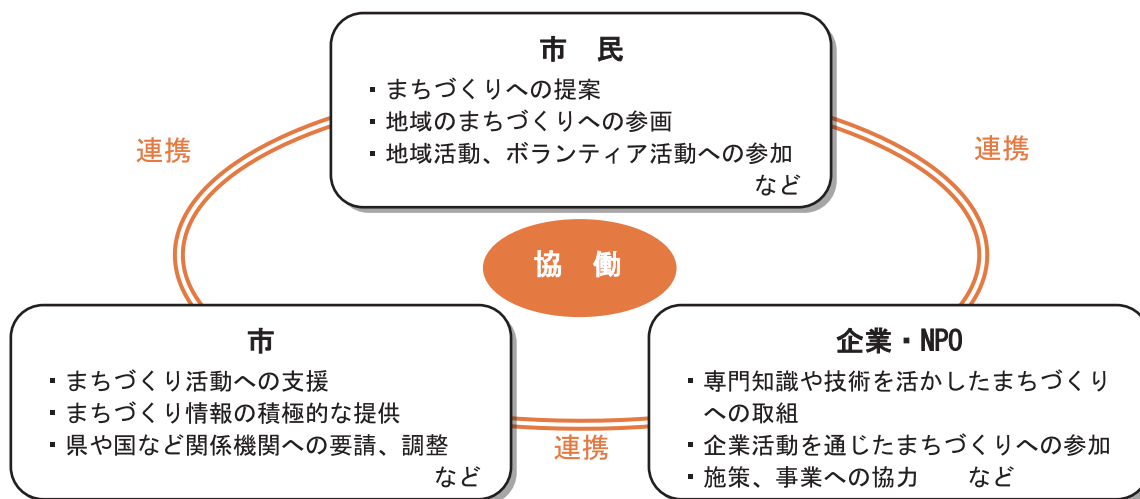 市　民
・まちづくりへの提案
・地域のまちづくりへの参画
・地域活動、ボランティア活動への参加
など
連携
連携
協　働
市
・まちづくり活動への支援
・まちづくり情報の積極的な提供
・県や国など関係機関への要請、調整
など
連携
企業・NPO
・専門知識や技術を活かしたまちづくり
への取組
・企業活動を通じたまちづくりへの参加
・施策、事業への協力　　など